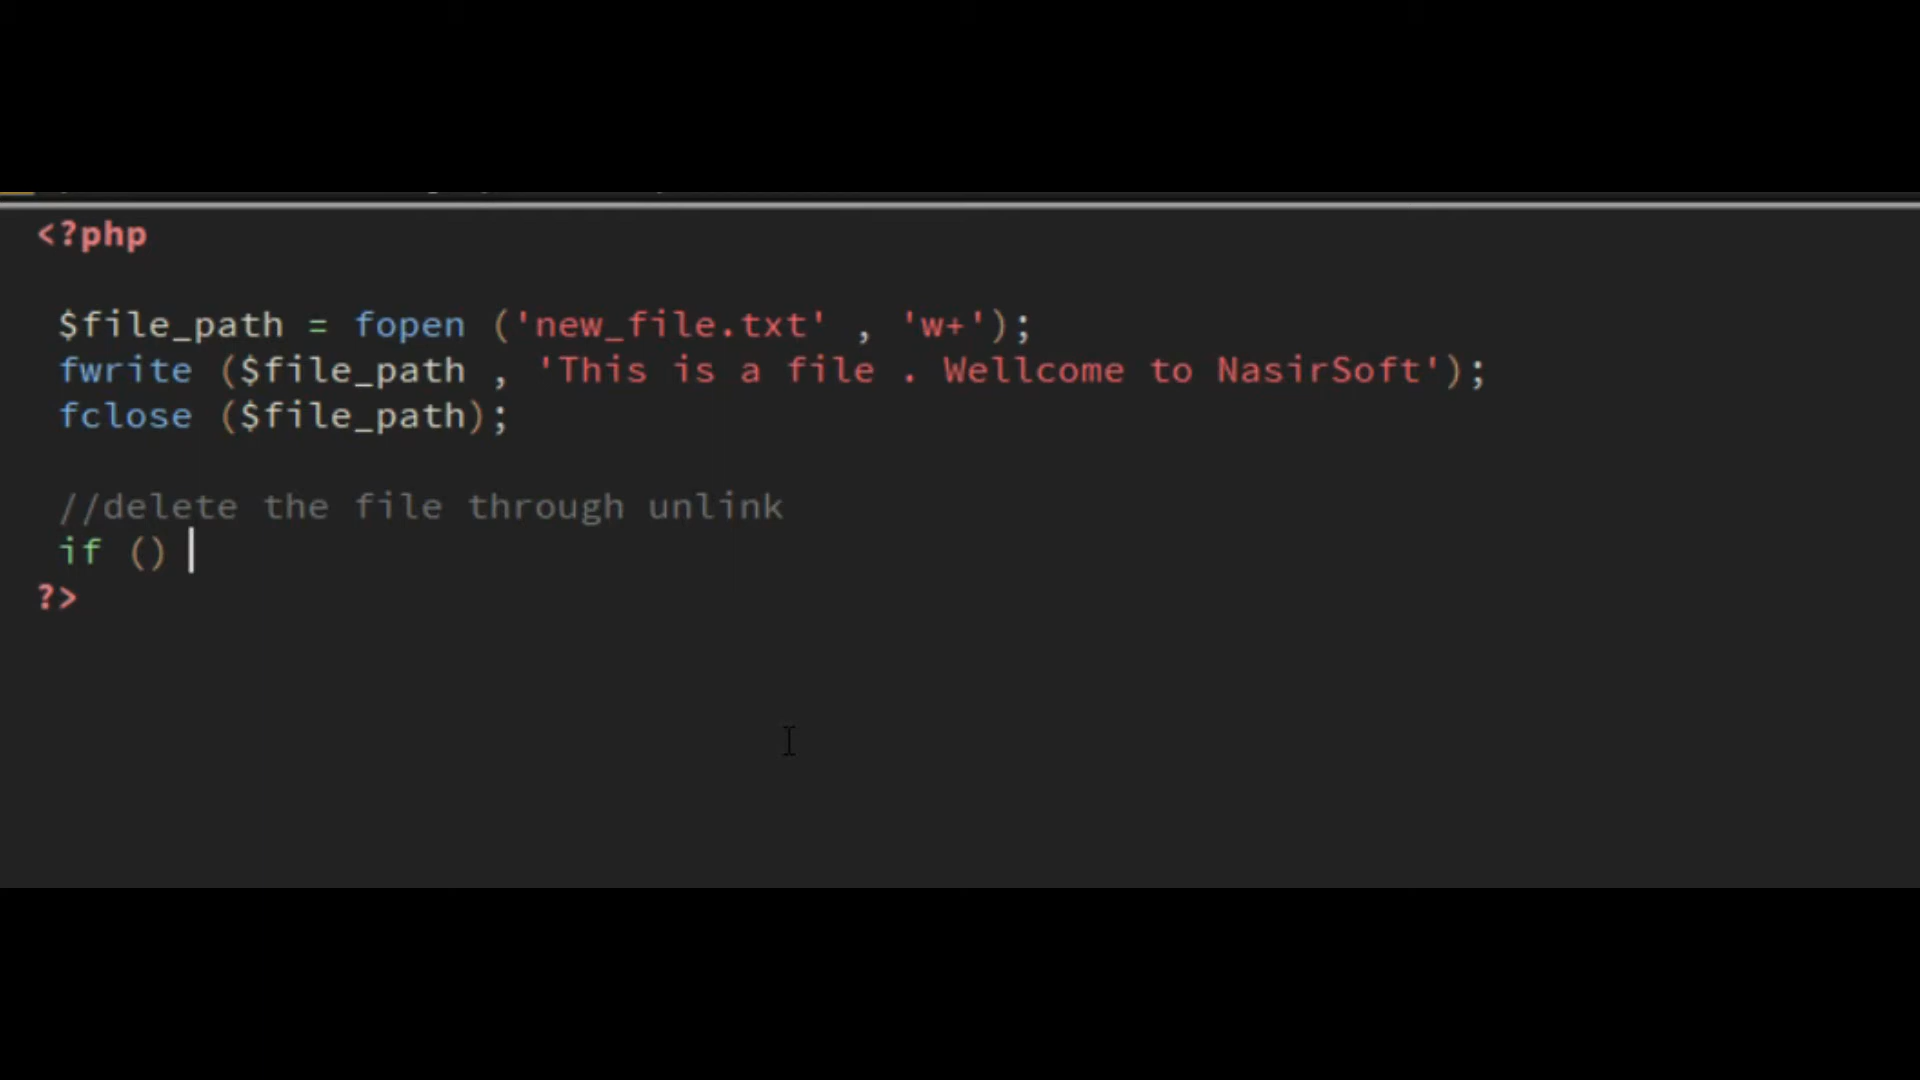 <?php
$file_path = fopen ('new_file.txt' , 'w+');
fwrite ($file_path , 'This is a file . Wellcome to NasirSoft');
fclose ($file_path);
//delete the file through unlink
if ()
?>